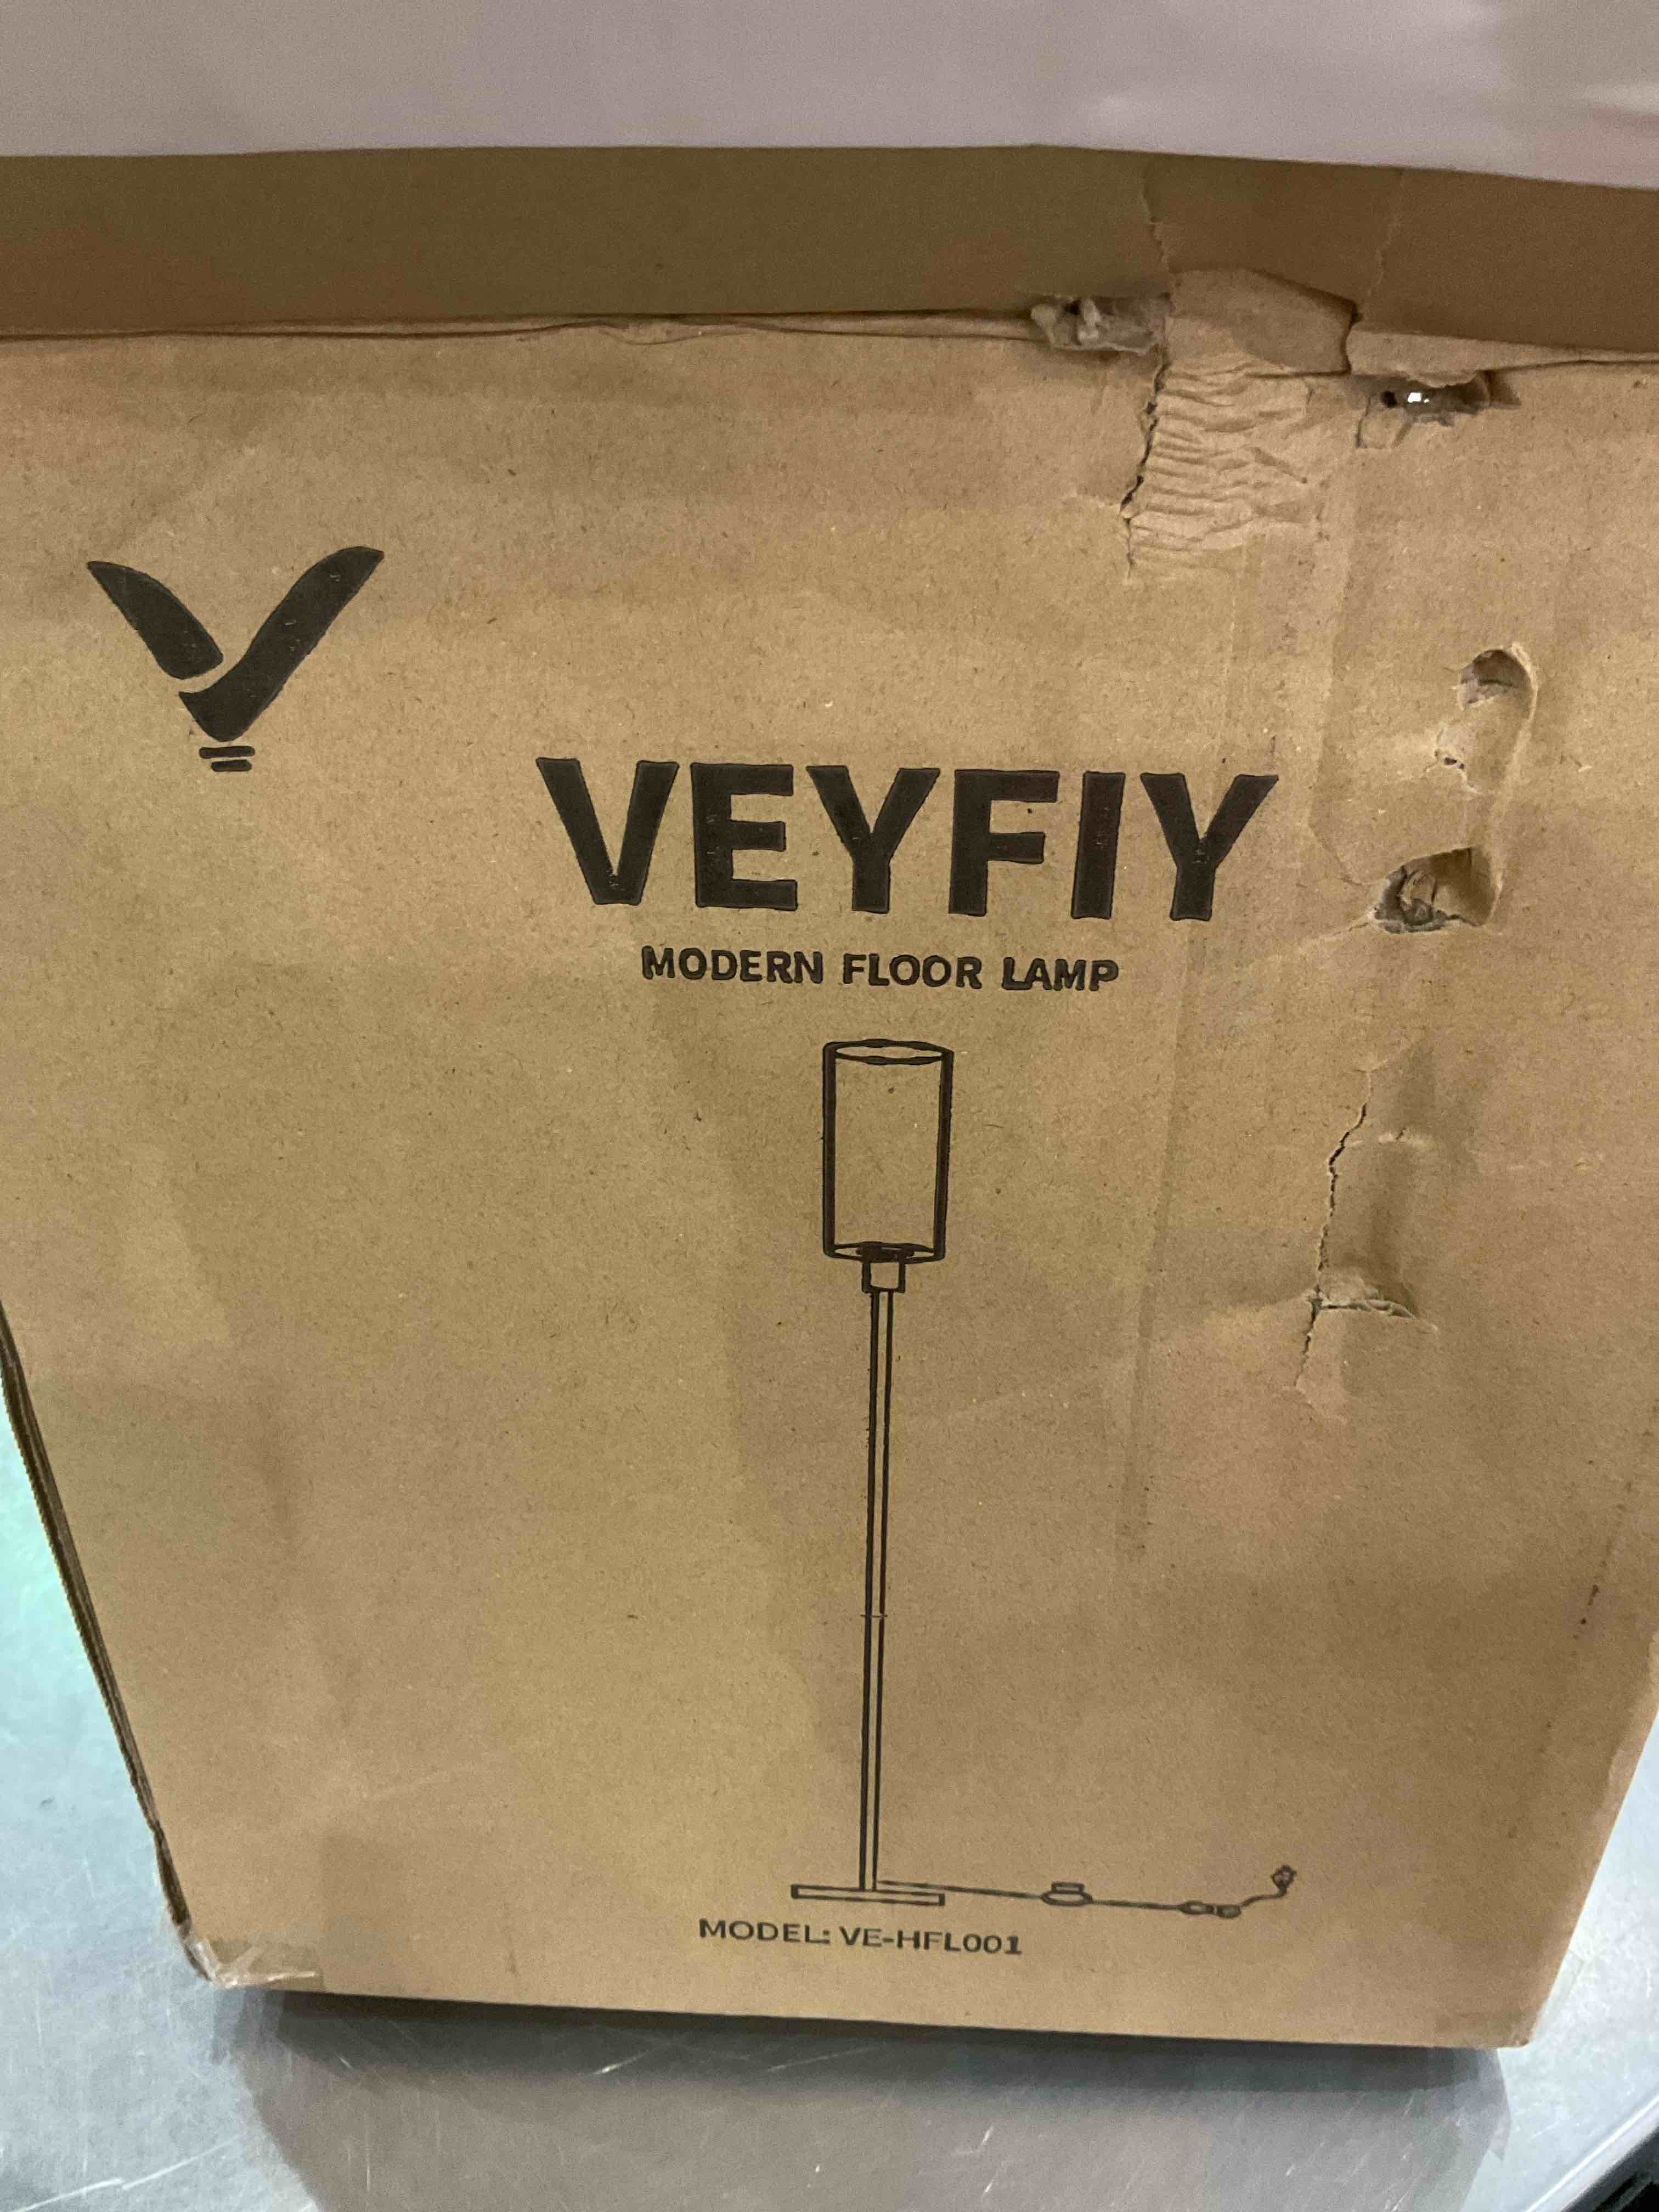 VEYFIY
MODERN FLOOR LAMP
MODEL: VE-HFL001